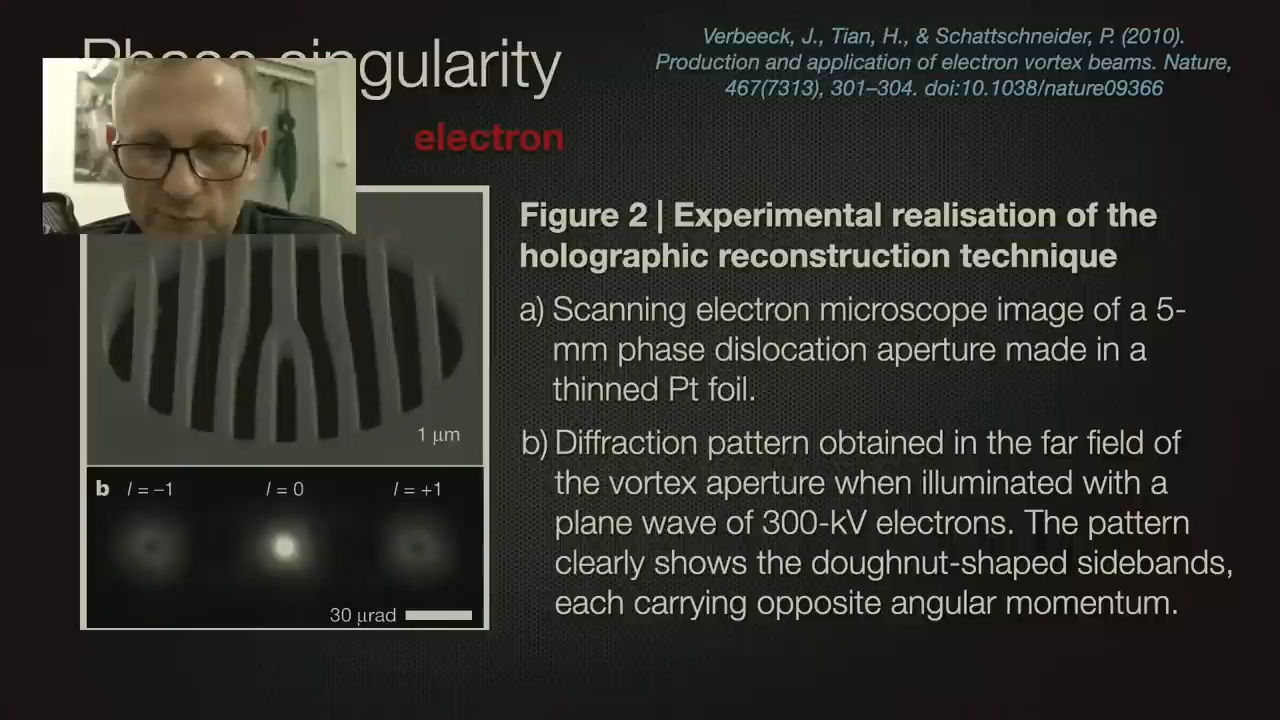 singularity
Verbeeck, J., Tian, H., & Schattschneider, P. (2010).
Production and application of electron vortex beams. Nature,
467(7313), 301–304. doi:10.1038/nature09366
electron
Figure 2 | Experimental realisation of the
holographic reconstruction technique
a) Scanning electron microscope image of a 5-
mm phase dislocation aperture made in a
thinned Pt foil.
b) Diffraction pattern obtained in the far field of
the vortex aperture when illuminated with a
plane wave of 300-kV electrons. The pattern
clearly shows the doughnut-shaped sidebands,
each carrying opposite angular momentum.
1 μm
b l = –1 l = 0 l = +1
30 μrad